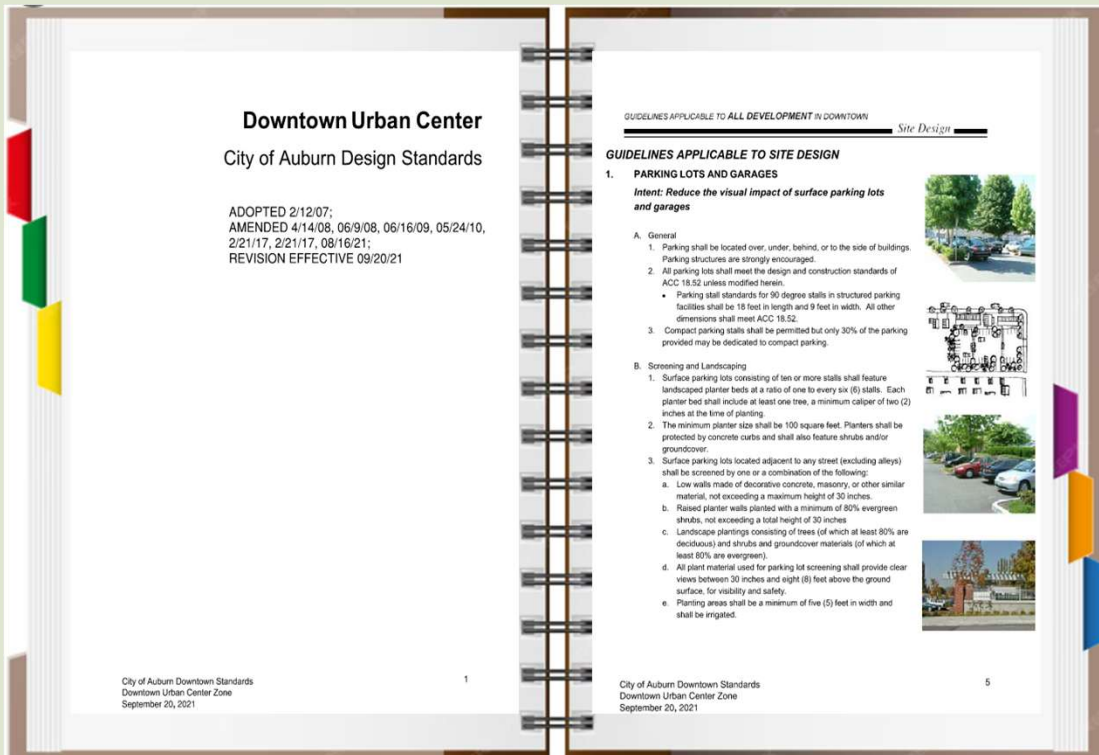 Downtown Urban Center
City of Auburn Design Standards
ADOPTED 2/12/07;
AMENDED 4/14/08, 06/9/08, 06/16/09, 05/24/10,
2/21/17, 2/21/17, 08/16/21;
REVISION EFFECTIVE 09/20/21
City of Auburn Downtown Standards
Downtown Urban Center Zone
September 20, 2021
1
GUIDELINES APPLICABLE TO ALL DEVELOPMENT IN DOWNTOWN
Site Design
GUIDELINES APPLICABLE TO SITE DESIGN
1. PARKING LOTS AND GARAGES
Intent: Reduce the visual impact of surface parking lots
and garages
A. General
1. Parking shall be located over, under, behind, or to the side of buildings.
Parking structures are strongly encouraged.
2. All parking lots shall meet the design and construction standards of
ACC 18.52 unless modified herein.
• Parking stall standards for 90 degree stalls in structured parking
facilities shall be 18 feet in length and 9 feet in width. All other
dimensions shall meet ACC 18.52.
3. Compact parking stalls shall be permitted but only 30% of the parking
provided may be dedicated to compact parking.
B. Screening and Landscaping
1. Surface parking lots consisting of ten or more stalls shall feature
landscaped planter beds at a ratio of one to every six (6) stalls. Each
planter bed shall include at least one tree, a minimum caliper of two (2)
inches at the time of planting.
2. The minimum planter size shall be 100 square feet. Planters shall be
protected by concrete curbs and shall also feature shrubs and/or
groundcover.
3. Surface parking lots located adjacent to any street (excluding alleys)
shall be screened by one or a combination of the following:
a. Low walls made of decorative concrete, masonry, or other similar
material, not exceeding a maximum height of 30 inches.
b. Raised planter walls planted with a minimum of 80% evergreen
shrubs, not exceeding a total height of 30 inches
c. Landscape plantings consisting of trees (of which at least 80% are
deciduous) and shrubs and groundcover materials (of which at
least 80% are evergreen).
d. All plant material used for parking lot screening shall provide clear
views between 30 inches and eight (8) feet above the ground
surface, for visibility and safety.
e. Planting areas shall be a minimum of five (5) feet in width and
shall be irrigated.
City of Auburn Downtown Standards
Downtown Urban Center Zone
September 20, 2021
5